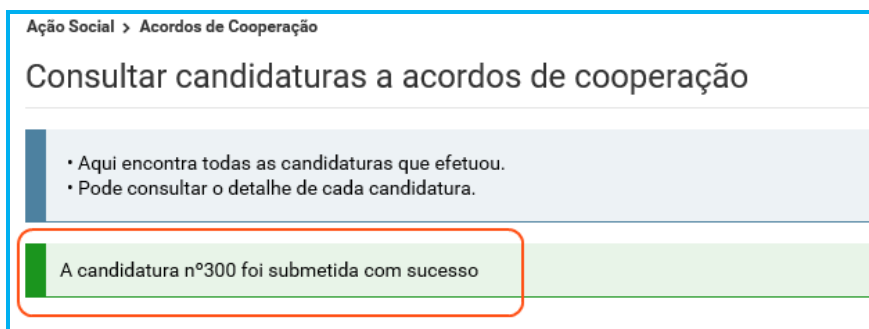 Ação Social > Acordos de Cooperação
Consultar candidaturas a acordos de cooperação
• Aqui encontra todas as candidaturas que efetuou.
• Pode consultar o detalhe de cada candidatura.
A candidatura nº300 foi submetida com sucesso